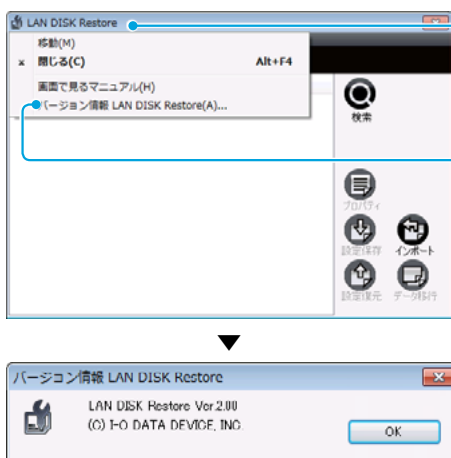 LAN DISK Restore
移動(M)
× 閉じる(C) Alt+F4
画面で見るマニュアル(H)
バージョン情報 LAN DISK Restore(A)...
検索
プロパティ
設定保存 インポート
設定復元 データ移行
バージョン情報 LAN DISK Restore
LAN DISK Restore Ver.2.00
(C) I-O DATA DEVICE, INC.
OK